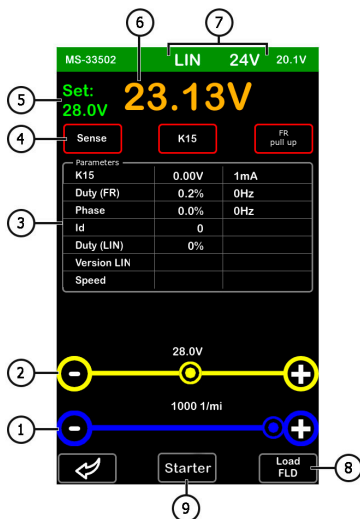 6
7
MS-33502 LIN 24V 20.1V
Set:
28.0V
23.13V
5
4
Sense
K15
FR
pull up
Parameters
K15 0.00V 1mA
Duty (FR) 0.2% 0Hz
Phase 0.0% 0Hz
3
Id 0
Duty (LIN) 0%
Version LIN
Speed
28.0V
2
-
+
1000 1/mi
1
-
+
Starter
Load
FLD
8
9